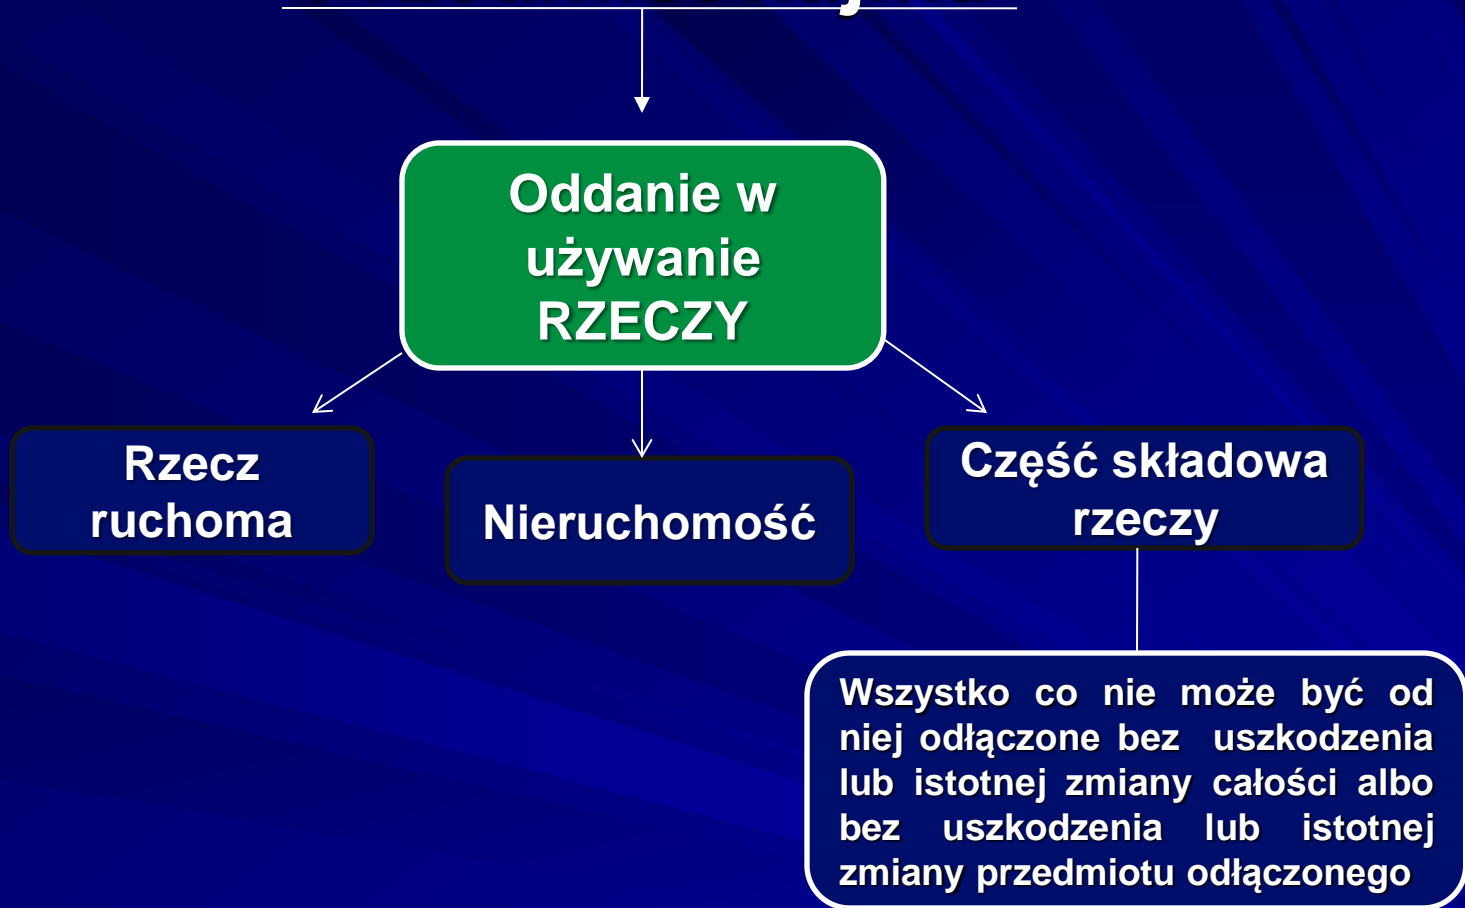 Oddanie w
używanie
RZECZY
Rzecz
ruchoma
Nieruchomość
Część składowa
rzeczy
Wszystko co nie może być od
niej odłączone bez uszkodzenia
lub istotnej zmiany całości albo
bez uszkodzenia lub istotnej
zmiany przedmiotu odłączonego